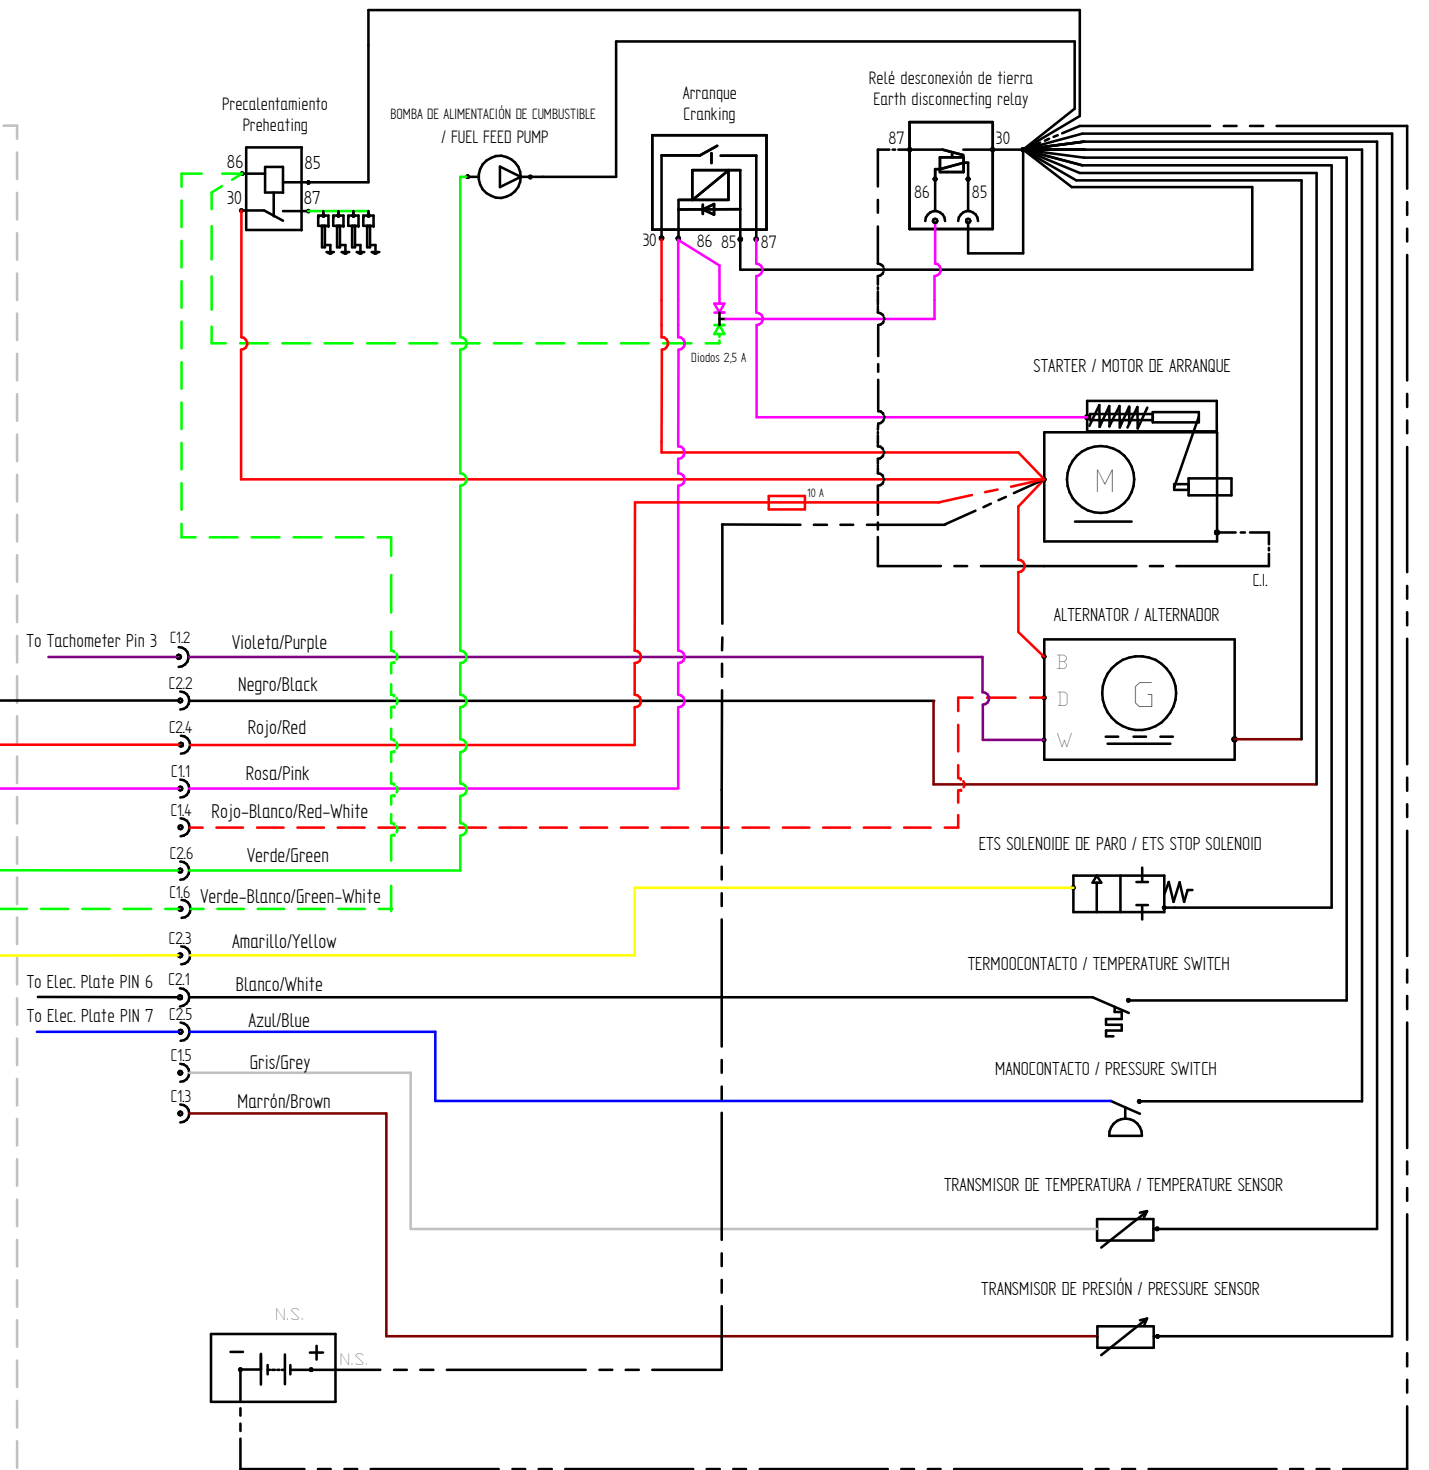 Precalentamiento
Preheating
86
85
30
87
BOMBA DE ALIMENTACIÓN DE CUMBUSTIBLE
/ FUEL FEED PUMP
Arranque
Cranking
30
86
85
87
Relé desconexión de tierra
Earth disconnecting relay
87
30
86
85
Diodos 2,5 A
STARTER / MOTOR DE ARRANQUE
M
10 A
C.I.
ALTERNATOR / ALTERNADOR
B
D
W
G
To Tachometer Pin 3
C1.2
Violeta/Purple
C2.2
Negro/Black
C2.4
Rojo/Red
C1.1
Rosa/Pink
C1.4
Rojo-Blanco/Red-White
C2.6
Verde/Green
C1.6
Verde-Blanco/Green-White
C2.3
Amarillo/Yellow
To Elec. Plate PIN 6
C2.1
Blanco/White
To Elec. Plate PIN 7
C2.5
Azul/Blue
C1.5
Gris/Grey
C1.3
Marrón/Brown
ETS SOLENOIDE DE PARO / ETS STOP SOLENOID
TERMOOCONTACTO / TEMPERATURE SWITCH
MANOCONTACTO / PRESSURE SWITCH
TRANSMISOR DE TEMPERATURA / TEMPERATURE SENSOR
TRANSMISOR DE PRESIÓN / PRESSURE SENSOR
N.S.
N.S.
- +